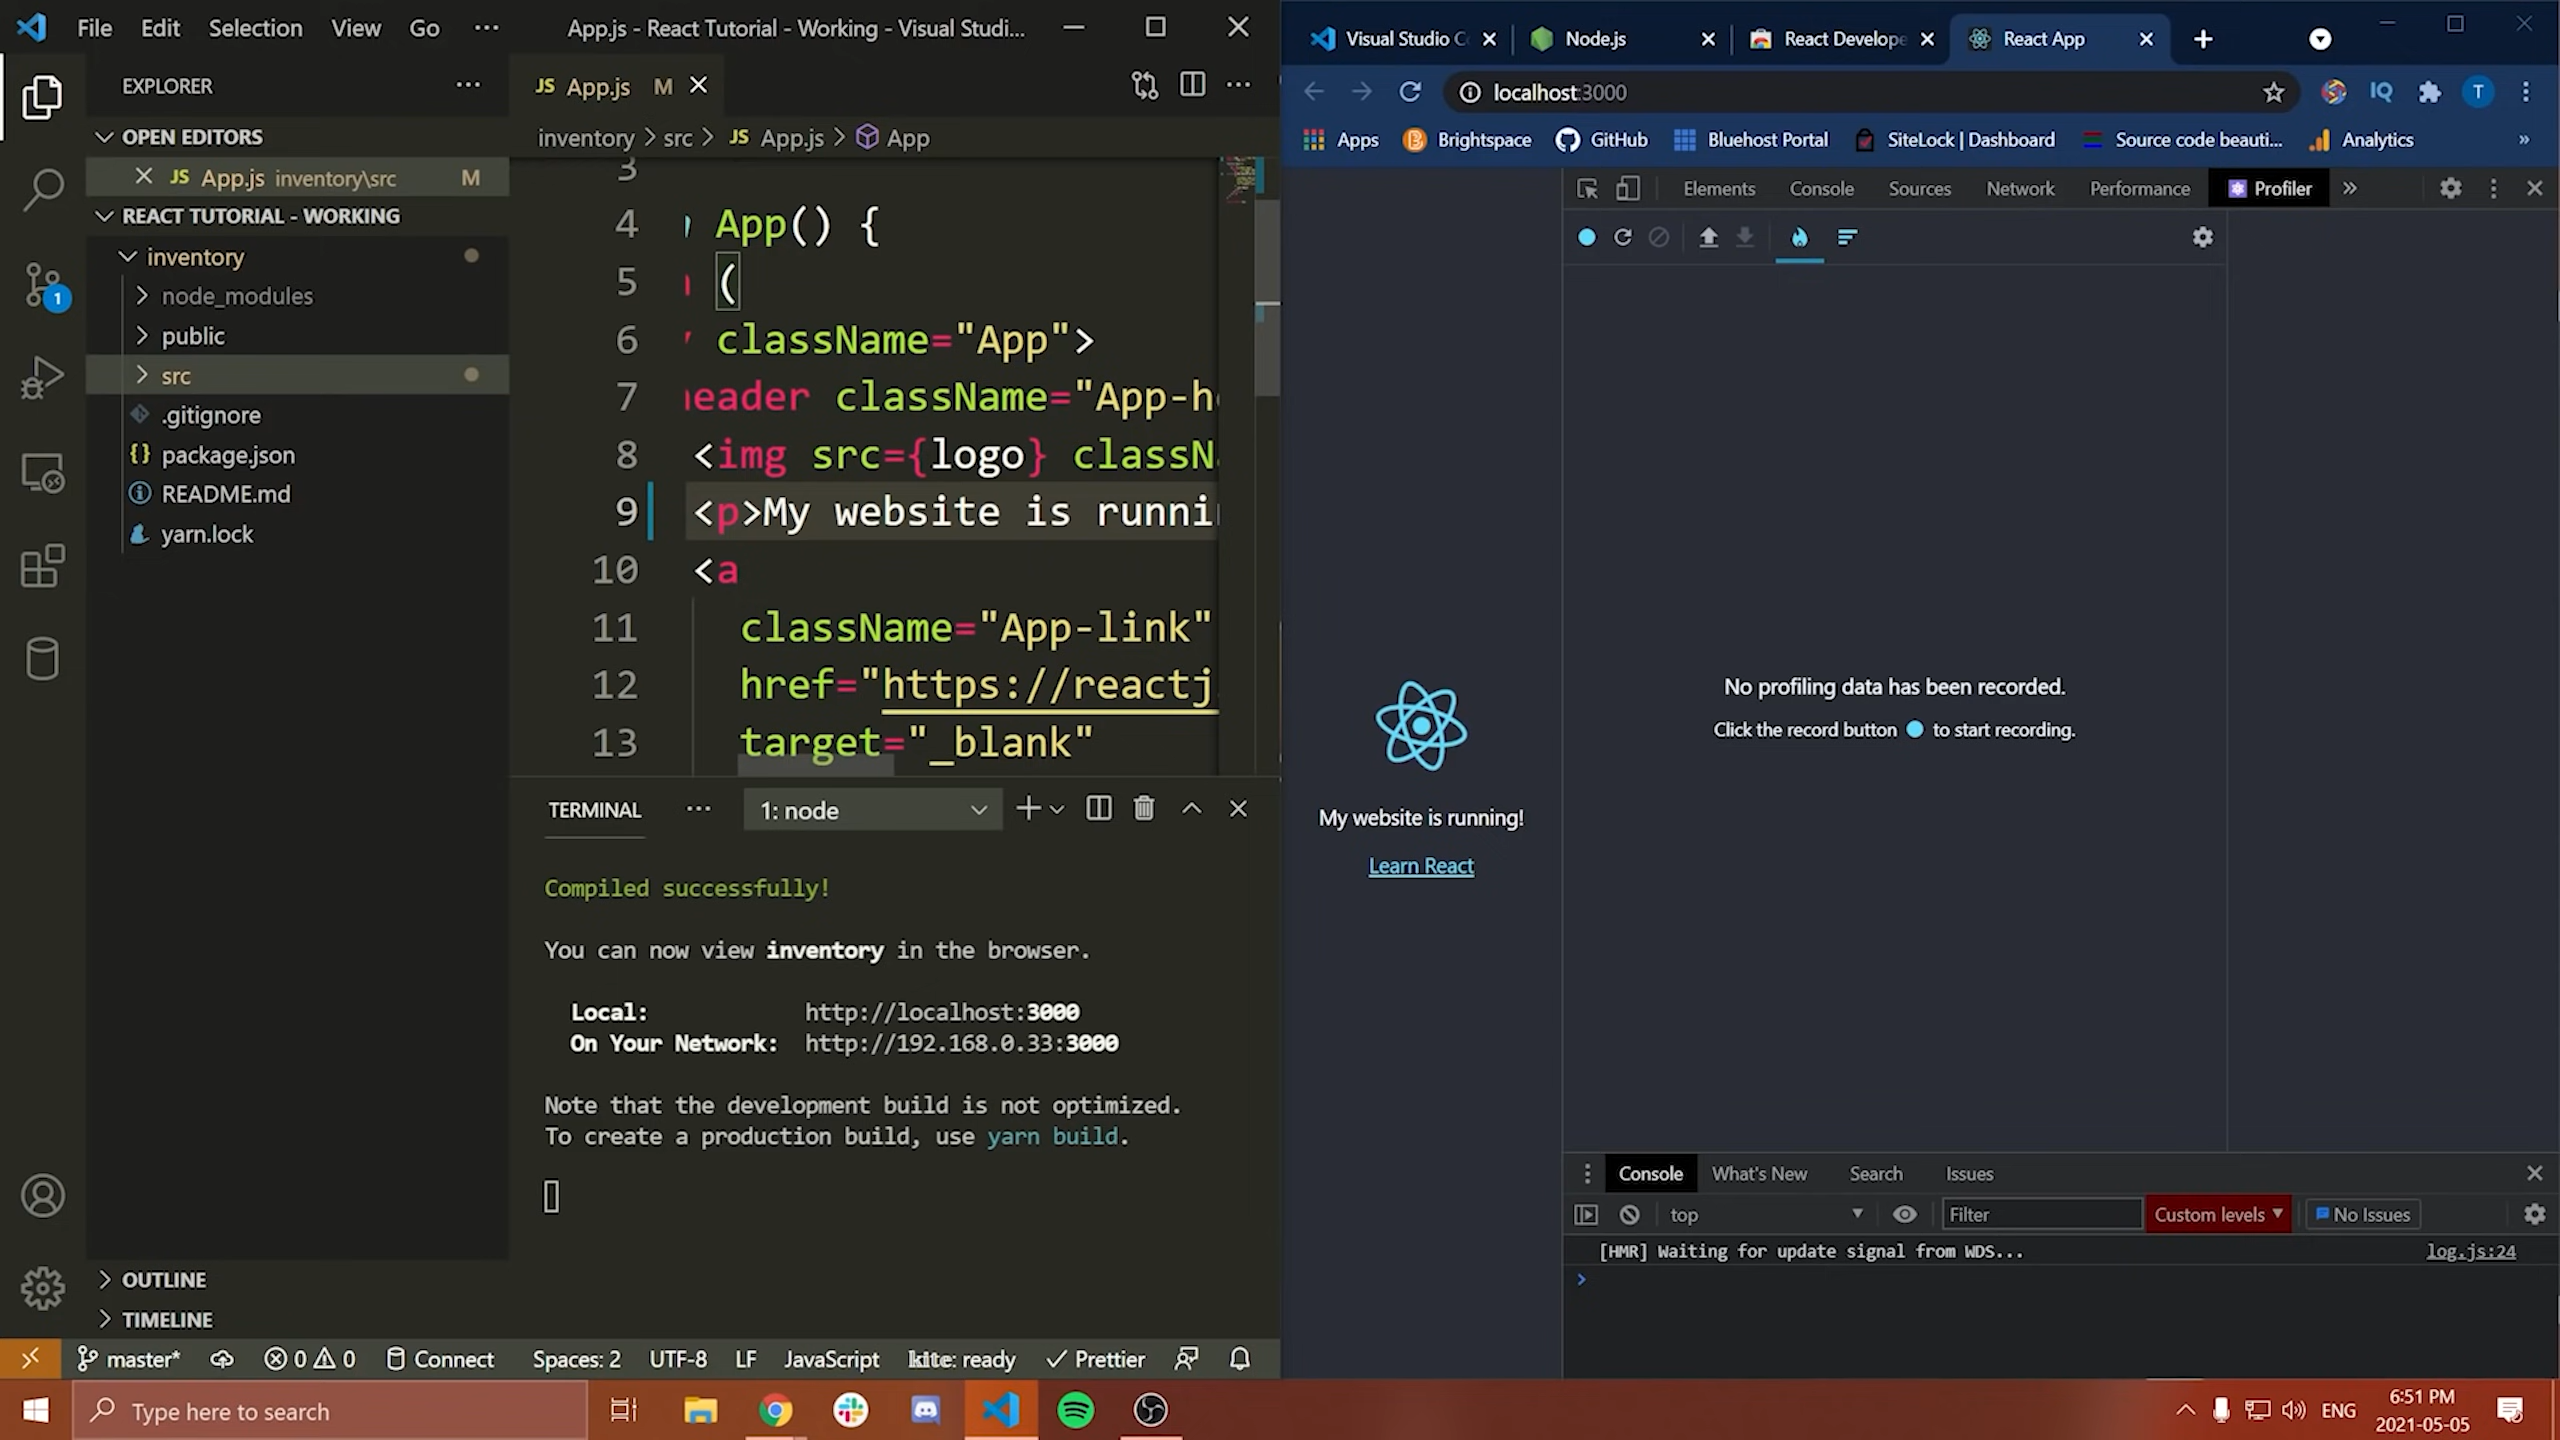 File Edit Selection View Go ··· App.js - React Tutorial - Working - Visual Studi...
EXPLORER
OPEN EDITORS
JS App.js inventory\src M
REACT TUTORIAL - WORKING
inventory
node_modules
public
src
.gitignore
{} package.json
README.md
yarn.lock
OUTLINE
TIMELINE
1
JS App.js M
inventory > src > JS App.js > App
3
4 App() {
5 (
6 className="App">
7 eader className="App-h
8 <img src={logo} classN
9 <p>My website is runni
10 <a
11 className="App-link"
12 href="https://reactj
13 target="_blank"
TERMINAL ··· 1: node
Compiled successfully!
You can now view inventory in the browser.
Local: http://localhost:3000
On Your Network: http://192.168.0.33:3000
Note that the development build is not optimized.
To create a production build, use yarn build.
master* 0 0 Connect Spaces: 2 UTF-8 LF JavaScript kite: ready Prettier
Visual Studio C Node.js React Develope React App
localhost:3000 IQ T
Apps Brightspace GitHub Bluehost Portal SiteLock | Dashboard Source code beauti... Analytics »
Elements Console Sources Network Performance Profiler »
No profiling data has been recorded.
Click the record button to start recording.
My website is running!
Learn React
Console What's New Search Issues
top Filter Custom levels No Issues
[HMR] Waiting for update signal from WDS... log.js:24
Type here to search
ENG
6:51 PM
2021-05-05